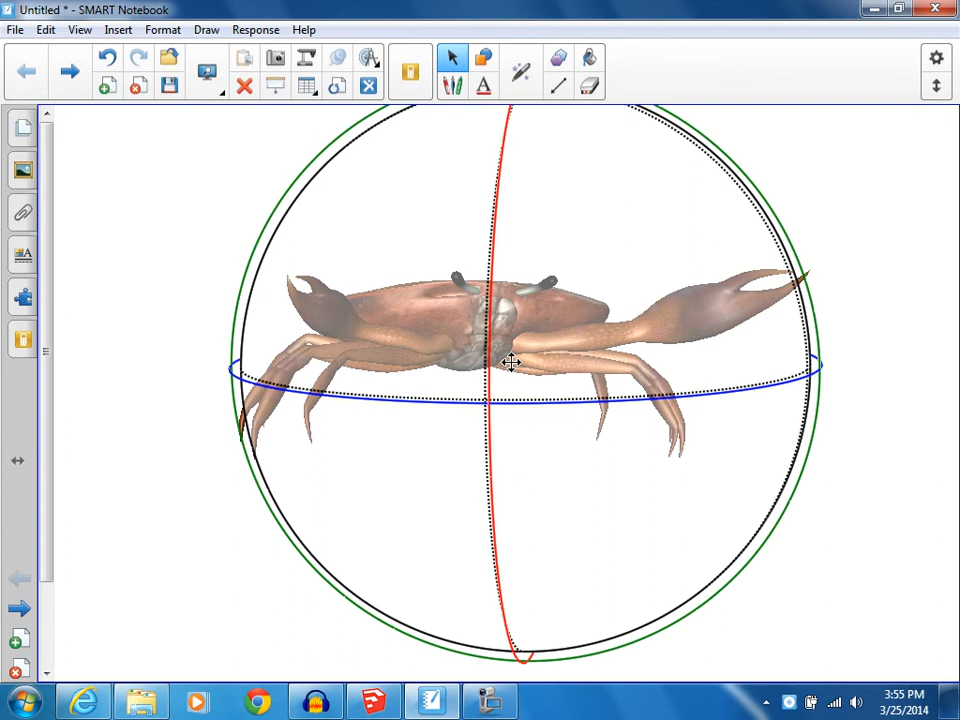 Untitled * - SMART Notebook
File Edit View Insert Format Draw Response Help
3:55 PM
3/25/2014